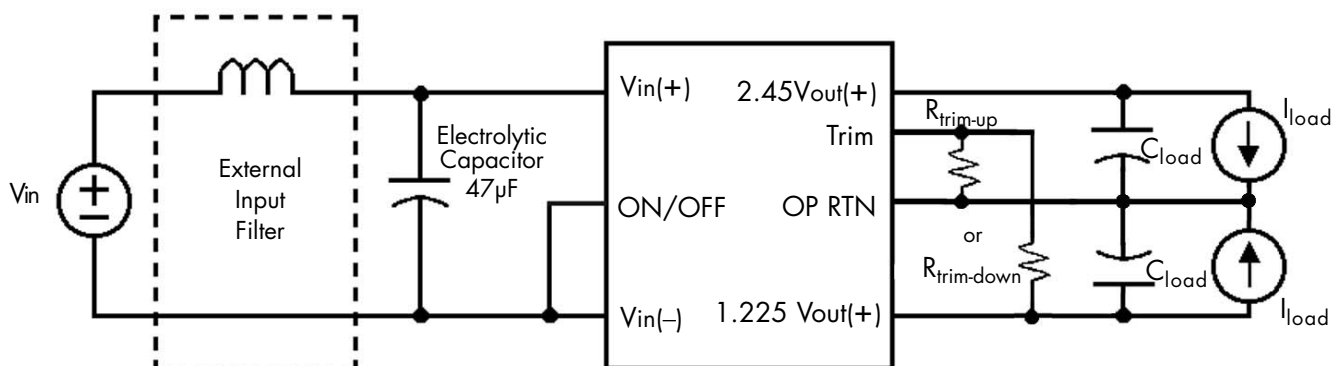 Vin
External
Input
Filter
Electrolytic
Capacitor
47µF
Vin(+)
ON/OFF
Vin(–)
2.45Vout(+)
Trim
OP RTN
1.225 Vout(+)
Rtrim-up
or
Rtrim-down
Cload
Cload
Iload
Iload